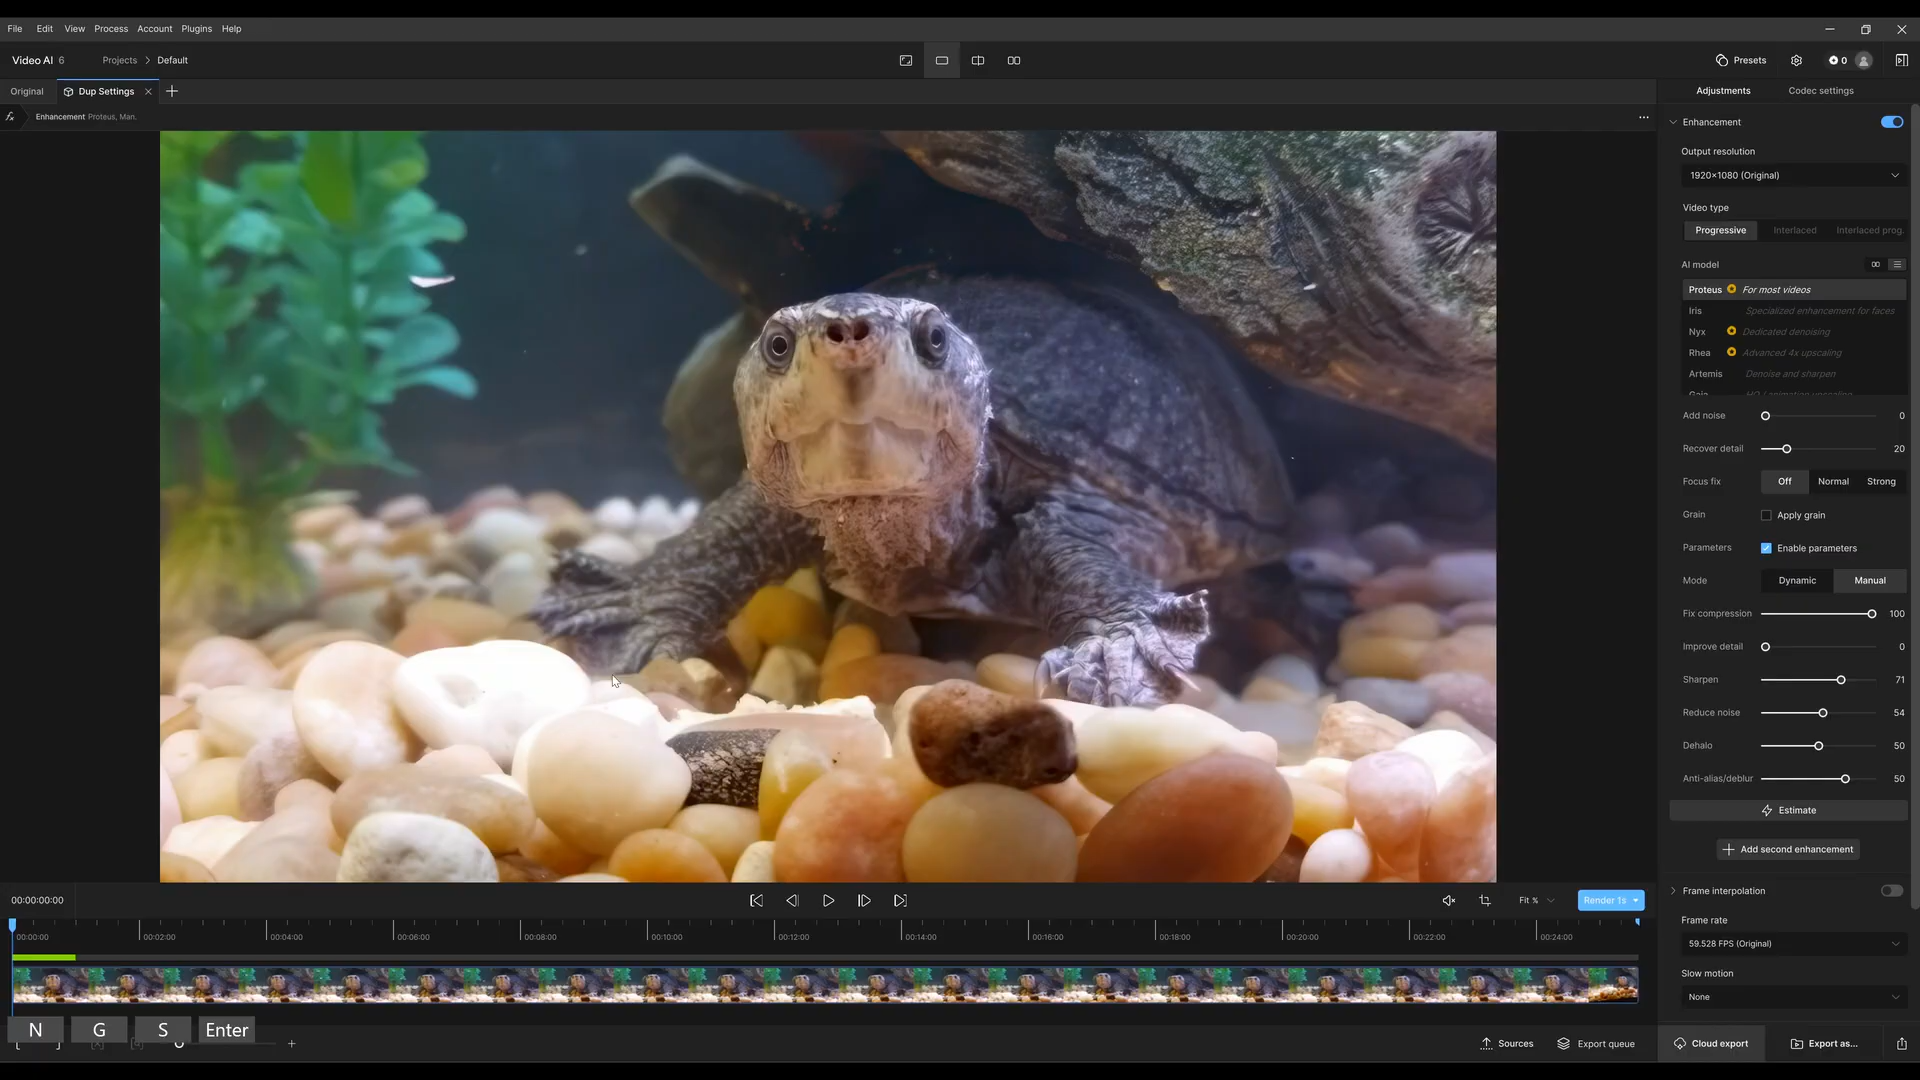 File Edit View Process Account Plugins Help
Video AI 6 Projects Default Presets 0
Original Dup Settings Adjustments Codec settings
fx Enhancement Proteus, Man.
Enhancement
Output resolution
1920×1080 (Original)
Video type
Progressive Interlaced Interlaced prog.
AI model
Proteus For most videos
Iris Specialized enhancement for faces
Nyx Dedicated denoising
Rhea Advanced 4x upscaling
Artemis Denoise and sharpen
Gaia HQ / animation upscaling
Add noise 0
Recover detail 20
Focus fix Off Normal Strong
Grain Apply grain
Parameters Enable parameters
Mode Dynamic Manual
Fix compression 100
Improve detail 0
Sharpen 71
Reduce noise 54
Dehalo 50
Anti-alias/deblur 50
Estimate
Add second enhancement
Frame interpolation
Frame rate
59.528 FPS (Original)
Slow motion
None
00:00:00:00 Fit % Render 1s
00:00:00 00:02:00 00:04:00 00:06:00 00:08:00 00:10:00 00:12:00 00:14:00 00:16:00 00:18:00 00:20:00 00:22:00 00:24:00
N G S Enter
Sources Export queue Cloud export Export as...